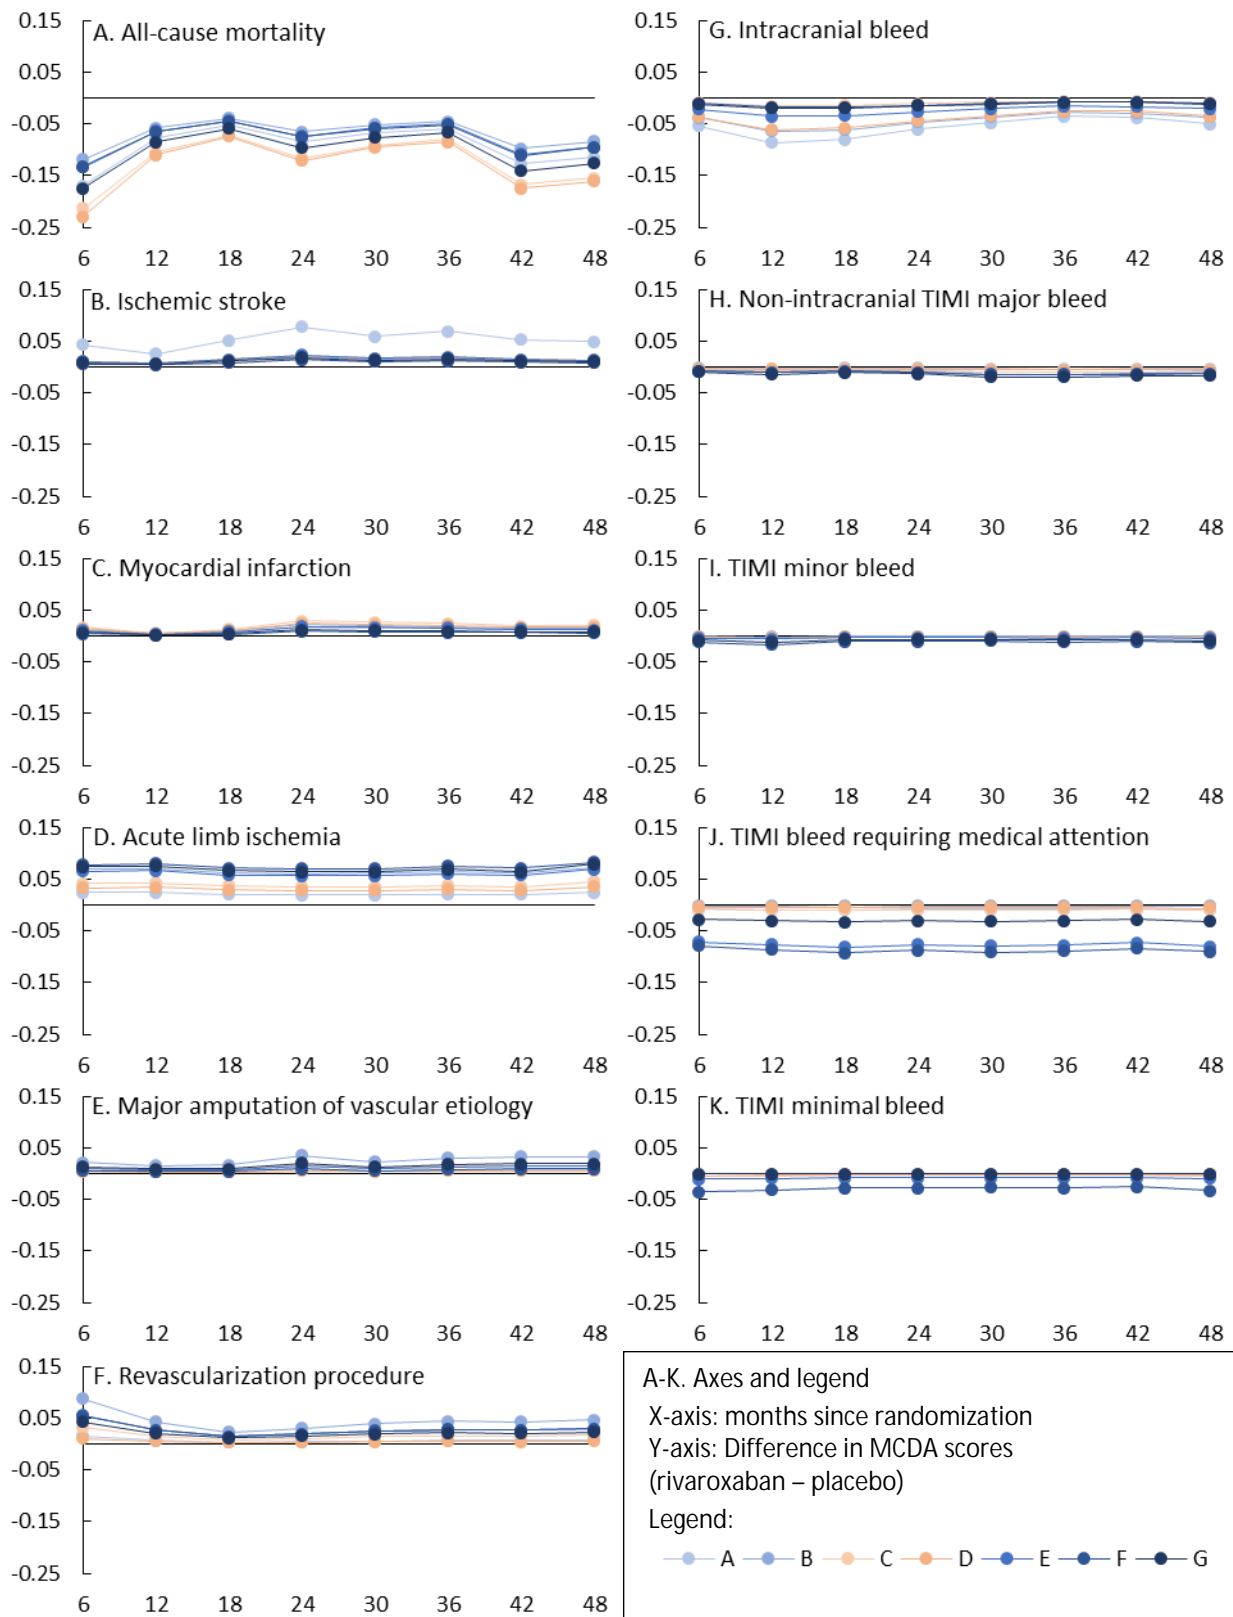 A. All-cause mortality
0.15
0.05
-0.05
-0.15
-0.25
6 12 18 24 30 36 42 48
B. Ischemic stroke
0.15
0.05
-0.05
-0.15
-0.25
6 12 18 24 30 36 42 48
C. Myocardial infarction
0.15
0.05
-0.05
-0.15
-0.25
6 12 18 24 30 36 42 48
D. Acute limb ischemia
0.15
0.05
-0.05
-0.15
-0.25
6 12 18 24 30 36 42 48
E. Major amputation of vascular etiology
0.15
0.05
-0.05
-0.15
-0.25
6 12 18 24 30 36 42 48
F. Revascularization procedure
0.15
0.05
-0.05
-0.15
-0.25
6 12 18 24 30 36 42 48
G. Intracranial bleed
0.15
0.05
-0.05
-0.15
-0.25
6 12 18 24 30 36 42 48
H. Non-intracranial TIMI major bleed
0.15
0.05
-0.05
-0.15
-0.25
6 12 18 24 30 36 42 48
I. TIMI minor bleed
0.15
0.05
-0.05
-0.15
-0.25
6 12 18 24 30 36 42 48
J. TIMI bleed requiring medical attention
0.15
0.05
-0.05
-0.15
-0.25
6 12 18 24 30 36 42 48
K. TIMI minimal bleed
0.15
0.05
-0.05
-0.15
-0.25
6 12 18 24 30 36 42 48
A-K. Axes and legend
X-axis: months since randomization
Y-axis: Difference in MCDA scores
(rivaroxaban – placebo)
Legend:
A B C D E F G